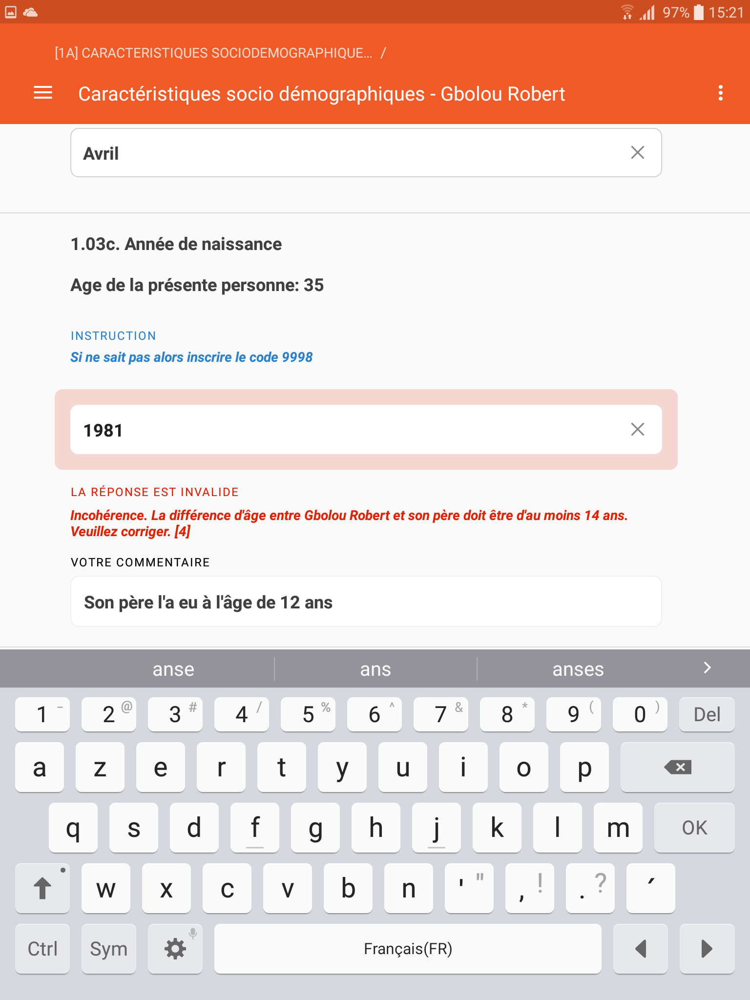 97% 15:21
[1A] CARACTERISTIQUES SOCIODEMOGRAPHIQUE... /
Caractéristiques socio démographiques - Gbolou Robert
Avril
1.03c. Année de naissance
Age de la présente personne: 35
INSTRUCTION
Si ne sait pas alors inscrire le code 9998
1981
LA RÉPONSE EST INVALIDE
Incohérence. La différence d'âge entre Gbolou Robert et son père doit être d'au moins 14 ans.
Veuillez corriger. [4]
VOTRE COMMENTAIRE
Son père l'a eu à l'âge de 12 ans
anse ans anses
1 - 2 @ 3 # 4 / 5 % 6 ^ 7 & 8 * 9 ( 0 ) Del
a z e r t y u i o p
q s d f g h j k l m OK
w x c v b n ' " , ! . ? ´
Ctrl Sym Français(FR)